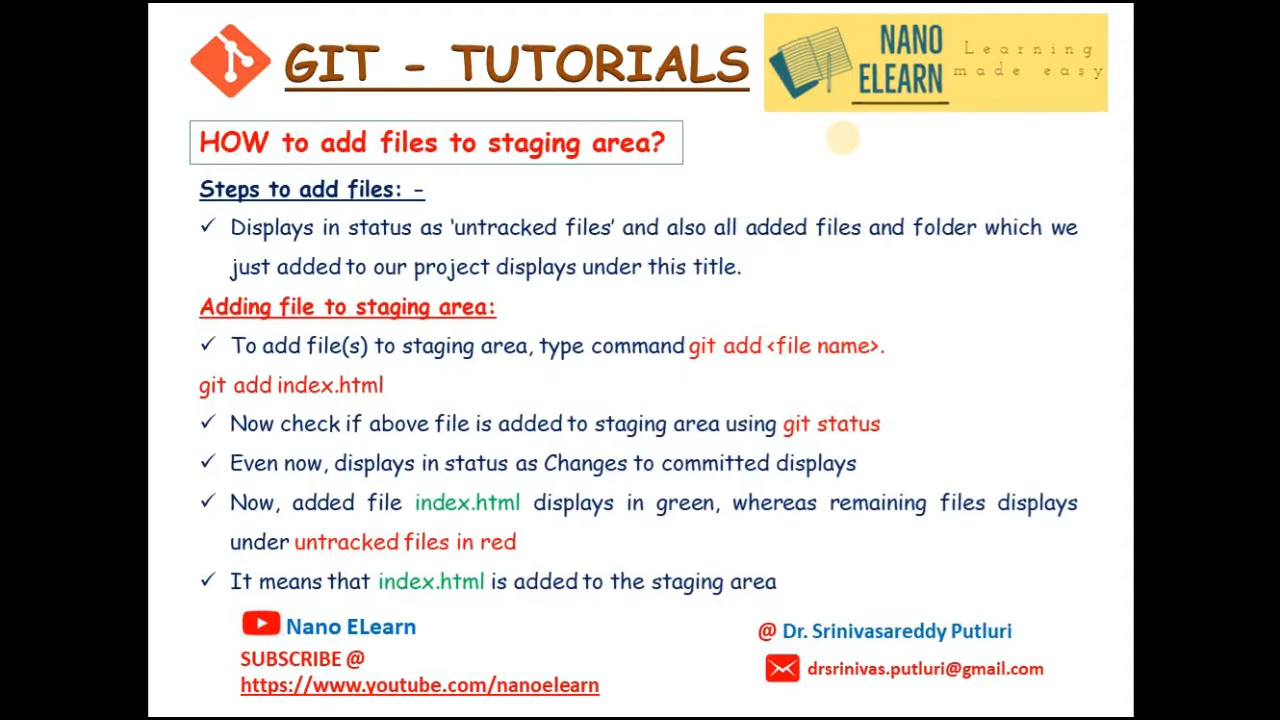 GIT - TUTORIALS
NANO ELEARN
Learning made easy
HOW to add files to staging area?
Steps to add files: -
✓ Displays in status as ‘untracked files’ and also all added files and folder which we
just added to our project displays under this title.
Adding file to staging area:
✓ To add file(s) to staging area, type command git add <file name>.
git add index.html
✓ Now check if above file is added to staging area using git status
✓ Even now, displays in status as Changes to committed displays
✓ Now, added file index.html displays in green, whereas remaining files displays
under untracked files in red
✓ It means that index.html is added to the staging area
Nano ELearn
SUBSCRIBE @
https://www.youtube.com/nanoelearn
@ Dr. Srinivasareddy Putluri
drsrinivas.putluri@gmail.com